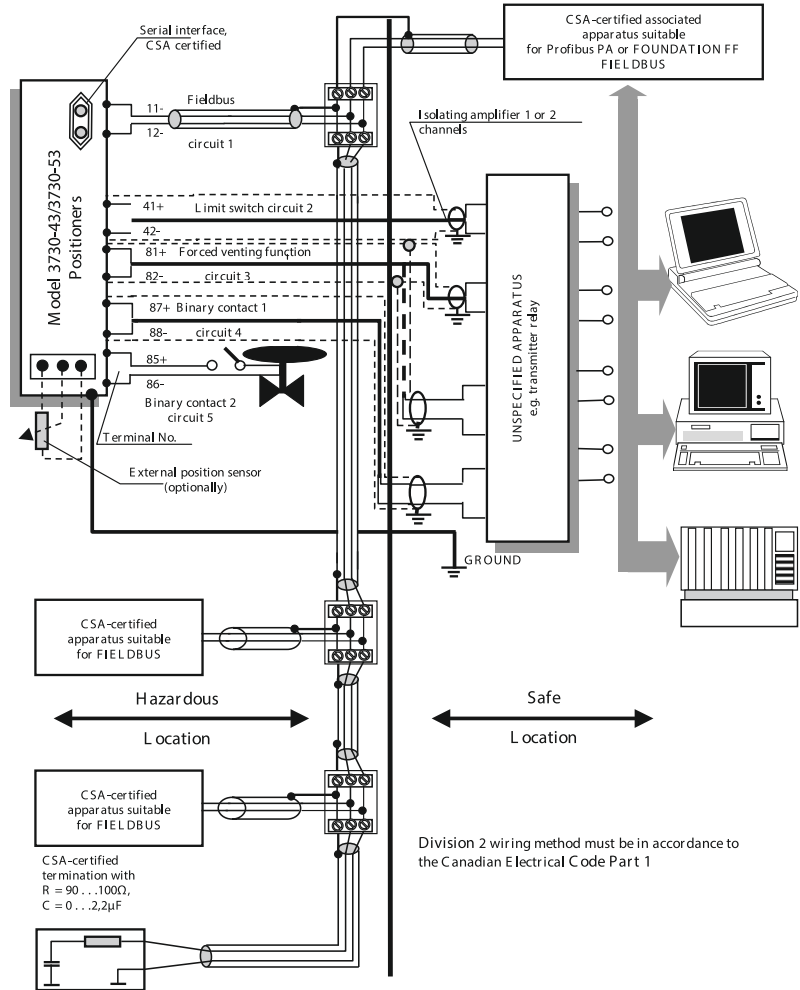 Serial interface,
CSA certified
CSA-certified associated
apparatus suitable
for Profibus PA or FOUNDATION FF
FIELDBUS
11-
Fieldbus
12-
circuit 1
Isolating amplifier 1 or 2
channels
Model 3730-43/3730-53
Positioners
41+ Limit switch circuit 2
42-
81+ Forced venting function
82- circuit 3
87+ Binary contact 1
88- circuit 4
85+
86-
Binary contact 2
circuit 5
Terminal No.
External position sensor
(optionally)
UNSPECIFIED APPARATUS
e.g. transmitter relay
GROUND
CSA-certified
apparatus suitable
for FIELDBUS
Hazardous
Location
Safe
Location
CSA-certified
apparatus suitable
for FIELDBUS
Division 2 wiring method must be in accordance to
the Canadian Electrical Code Part 1
CSA-certified
termination with
R = 90 . . .100Ω,
C = 0 . . .2,2µF